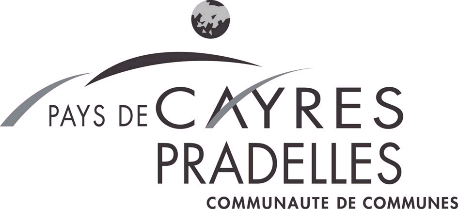 PAYS DE CAYRES
PRADELLES
COMMUNAUTE DE COMMUNES